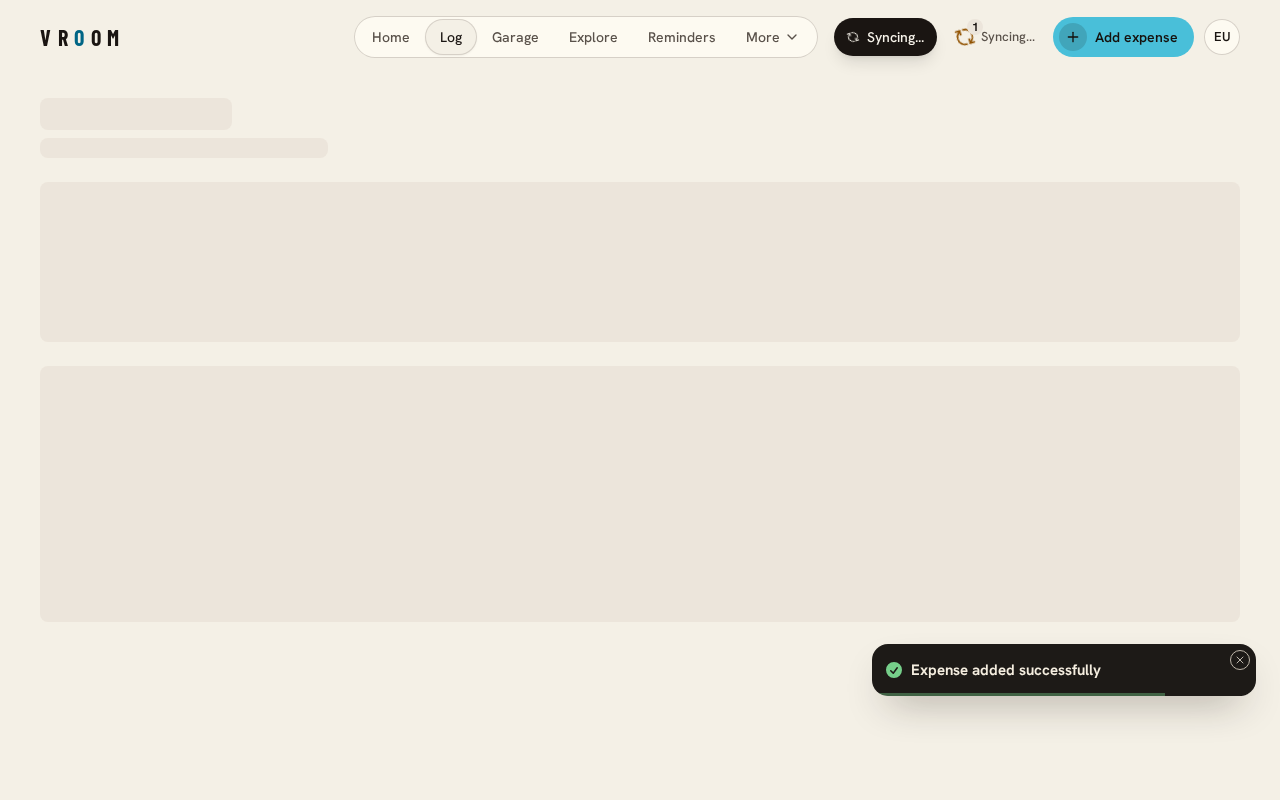 VROOM
Home
Log
Garage
Explore
Reminders
More
Syncing...
1
Syncing...
Add expense
EU
Expense added successfully